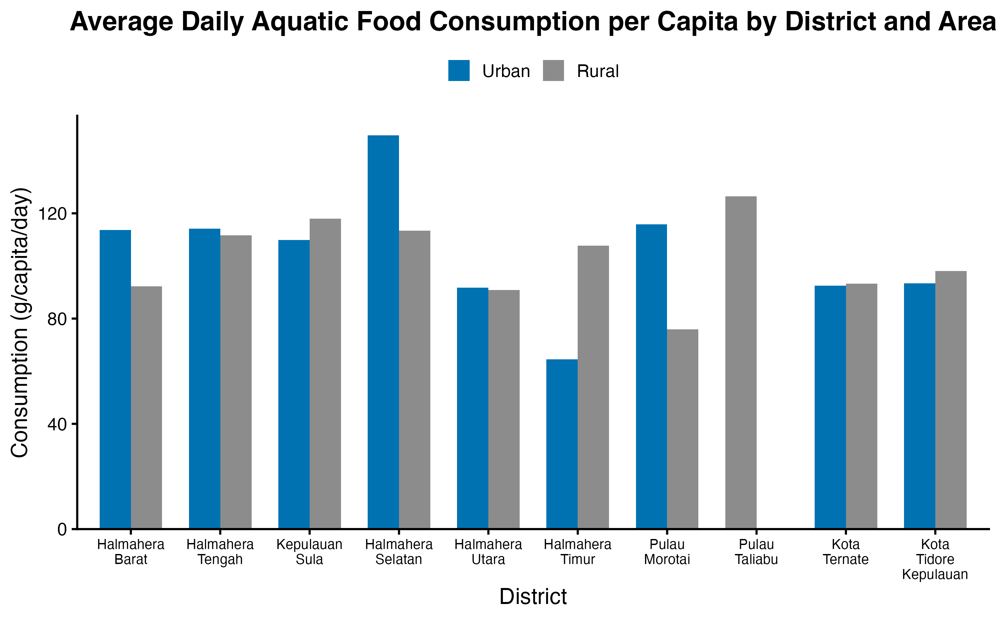 Average Daily Aquatic Food Consumption per Capita by District and Area
Urban
Rural
Consumption (g/capita/day)
120
80
40
0
Halmahera
Barat
Halmahera
Tengah
Kepulauan
Sula
Halmahera
Selatan
Halmahera
Utara
Halmahera
Timur
Pulau
Morotai
Pulau
Taliabu
Kota
Ternate
Kota
Tidore
Kepulauan
District